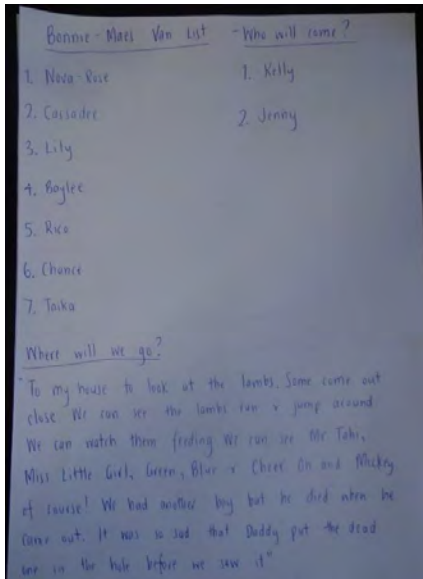 Bonnie-Maes Van List
- Who will come?
1. Nova-Rose
1. Kelly
2. Cassadee
2. Jenny
3. Lily
4. Baylee
5. Rico
6. Chance
7. Taika
Where will we go?
"To my house to look at the lambs. Some come out
close We can see the lambs run & jump around
We can watch them feeding We can see Mr Tobi,
Miss Little Girl, Green, Blue & Cheer On and Mickey
of course! We had another boy but he died when he
came out. It was so sad that Daddy put the dead
one in the hole before we saw it"